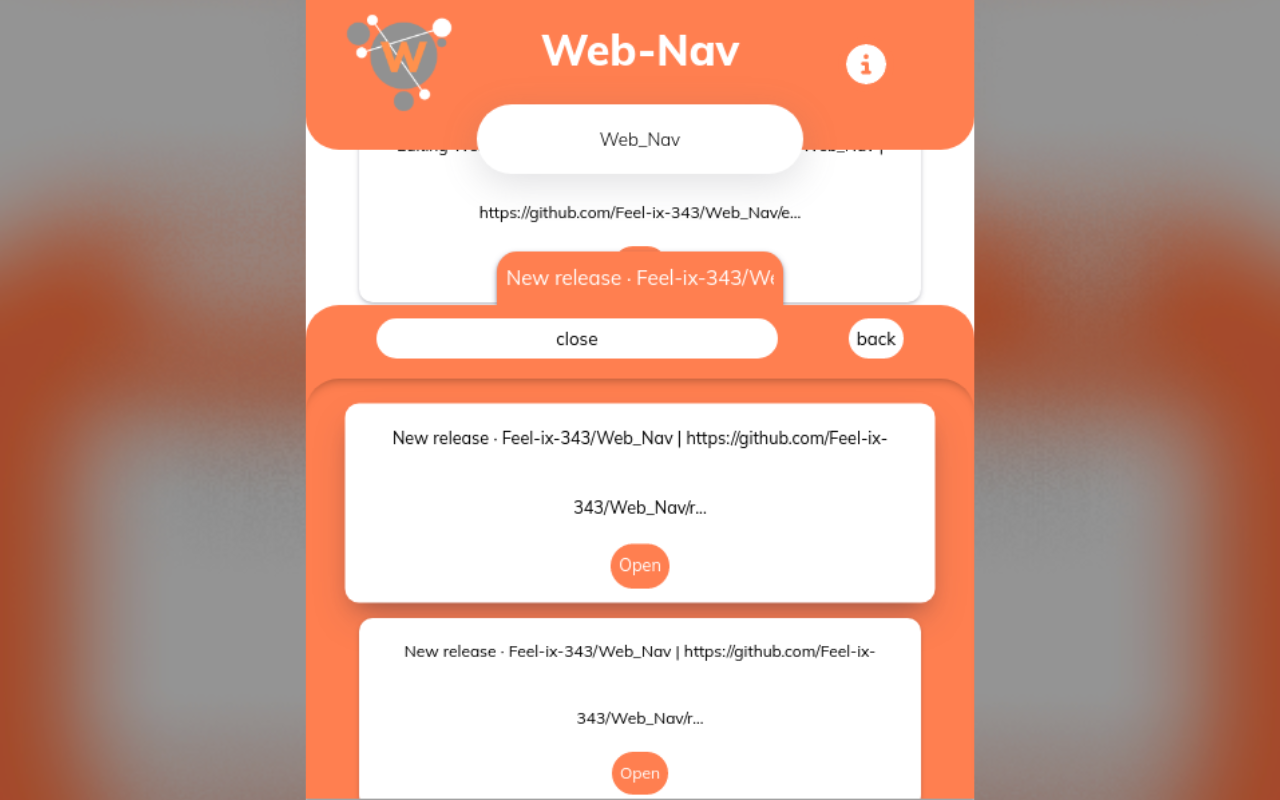 W
Web-Nav
Web_Nav
https://github.com/Feel-ix-343/Web_Nav/e...
New release · Feel-ix-343/We
close
back
New release · Feel-ix-343/Web_Nav | https://github.com/Feel-ix-
343/Web_Nav/r...
Open
New release · Feel-ix-343/Web_Nav | https://github.com/Feel-ix-
343/Web_Nav/r...
Open